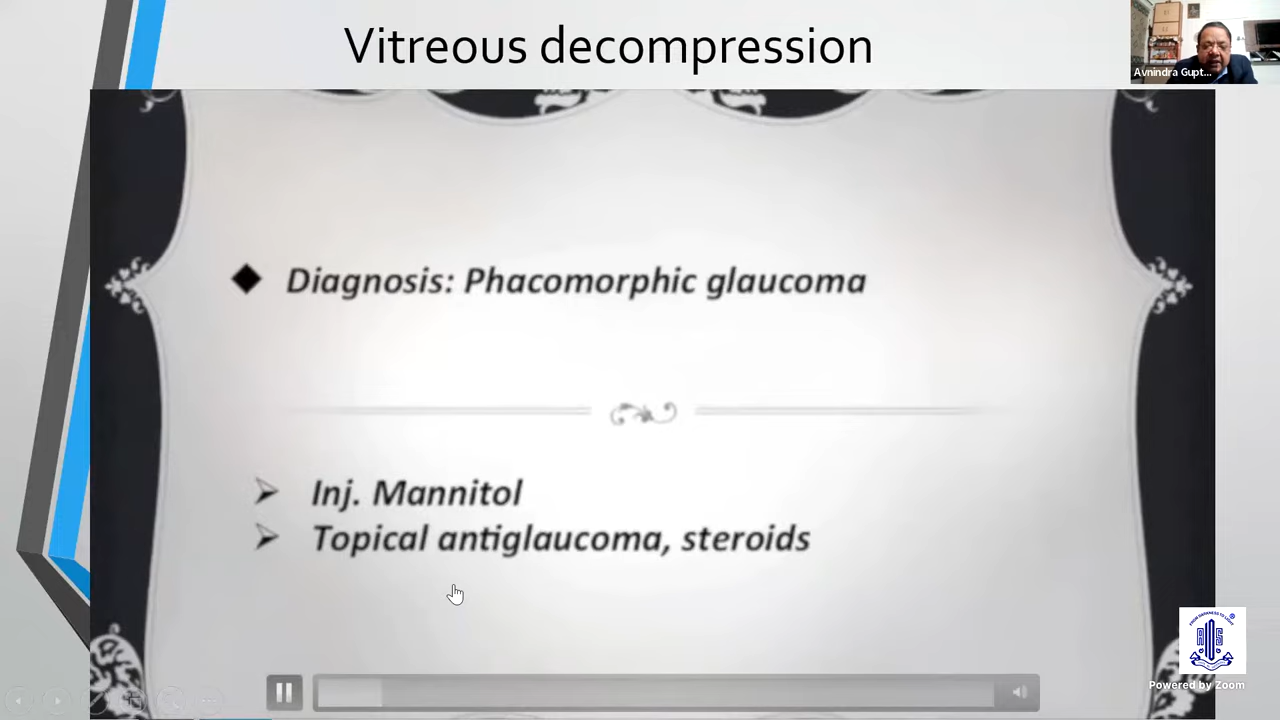 Vitreous decompression
Avnindra Gupt...
Diagnosis: Phacomorphic glaucoma
Inj. Mannitol
Topical antiglaucoma, steroids
Powered by Zoom